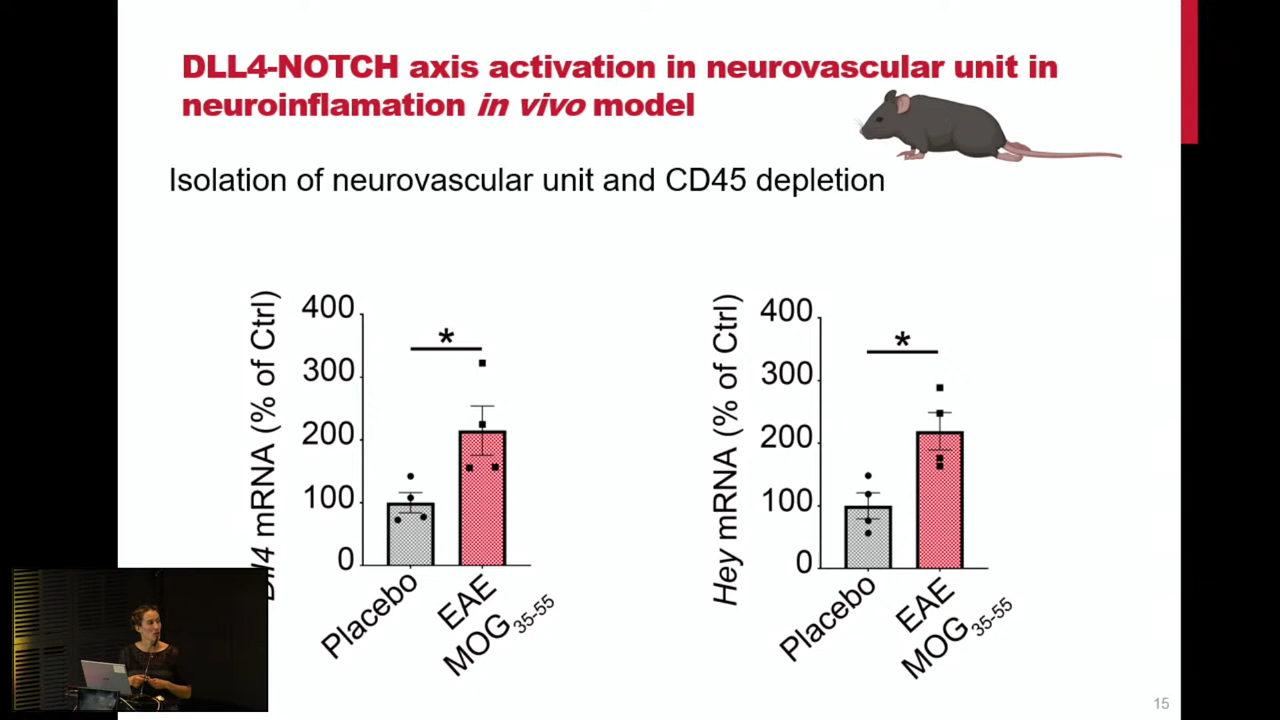 DLL4-NOTCH axis activation in neurovascular unit in
neuroinflamation in vivo model
Isolation of neurovascular unit and CD45 depletion
Dll4 mRNA (% of Ctrl)
400
300
200
100
0
*
Placebo
EAE
MOG35-55
Hey mRNA (% of Ctrl)
400
300
200
100
0
*
Placebo
EAE
MOG35-55
15